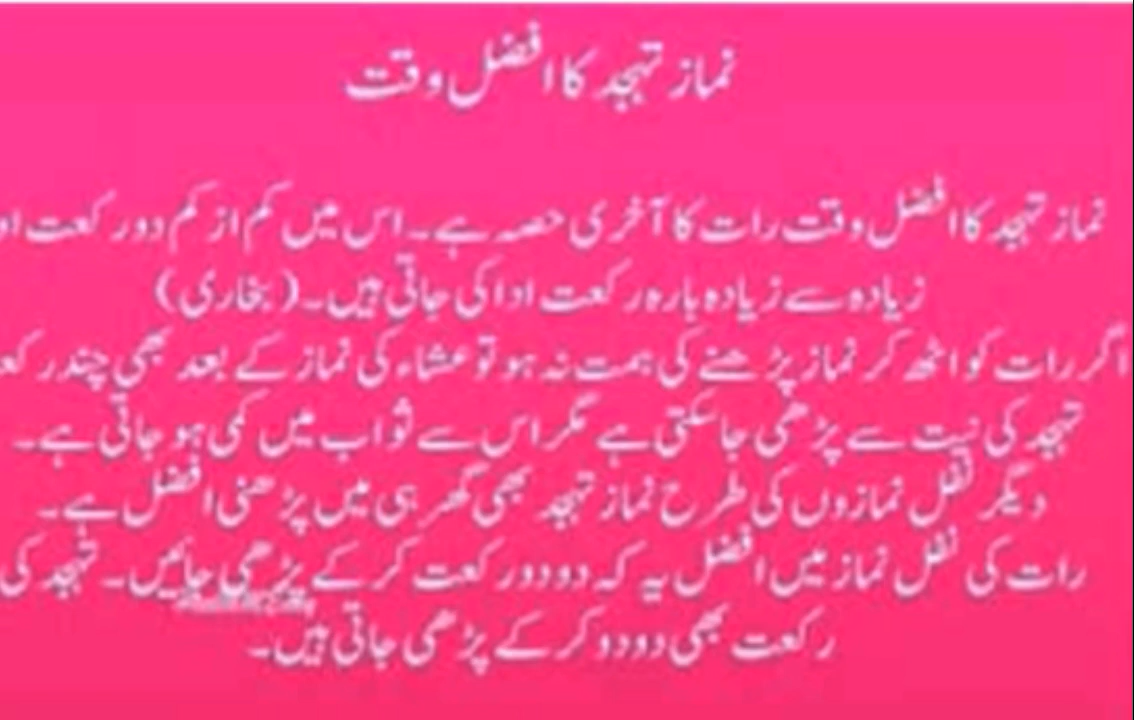 نماز تہجد کا افضل وقت
نماز تہجد کا افضل وقت رات کا آخری حصہ ہے۔ اس میں کم از کم دو رکعت او
زیادہ سے زیادہ بارہ رکعت ادا کی جاتی ہیں۔ (بخاری)
اگر رات کو اٹھ کر نماز پڑھنے کی ہمت نہ ہو تو عشاء کی نماز کے بعد بھی چند رکع
تہجد کی نیت سے پڑھی جاسکتی ہے مگر اس سے ثواب میں کمی ہو جاتی ہے۔
دیگر نفل نمازوں کی طرح نماز تہجد بھی گھر ہی میں پڑھنی افضل ہے۔
رات کی نفل نماز میں افضل یہ کہ دو دو رکعت کر کے پڑھی جائیں۔ تہجد کی
رکعت بھی دو دو کر کے پڑھی جاتی ہیں۔